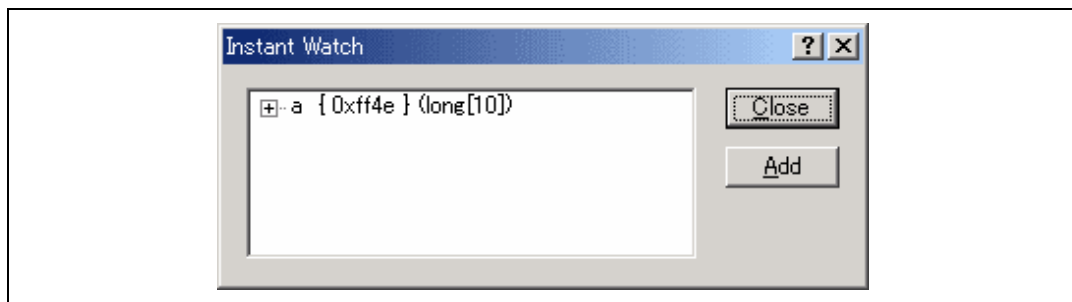 Instant Watch
a { 0xff4e } (long[10])
Close
Add